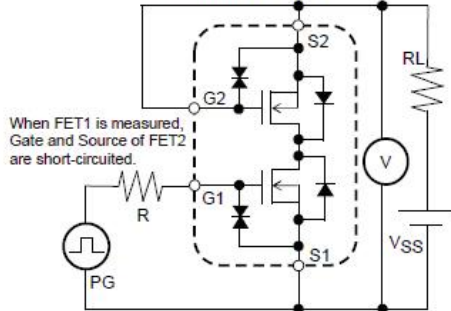 S2
RL
G2
When FET1 is measured,
Gate and Source of FET2
are short-circuited.
V
R
G1
VSS
S1
PG